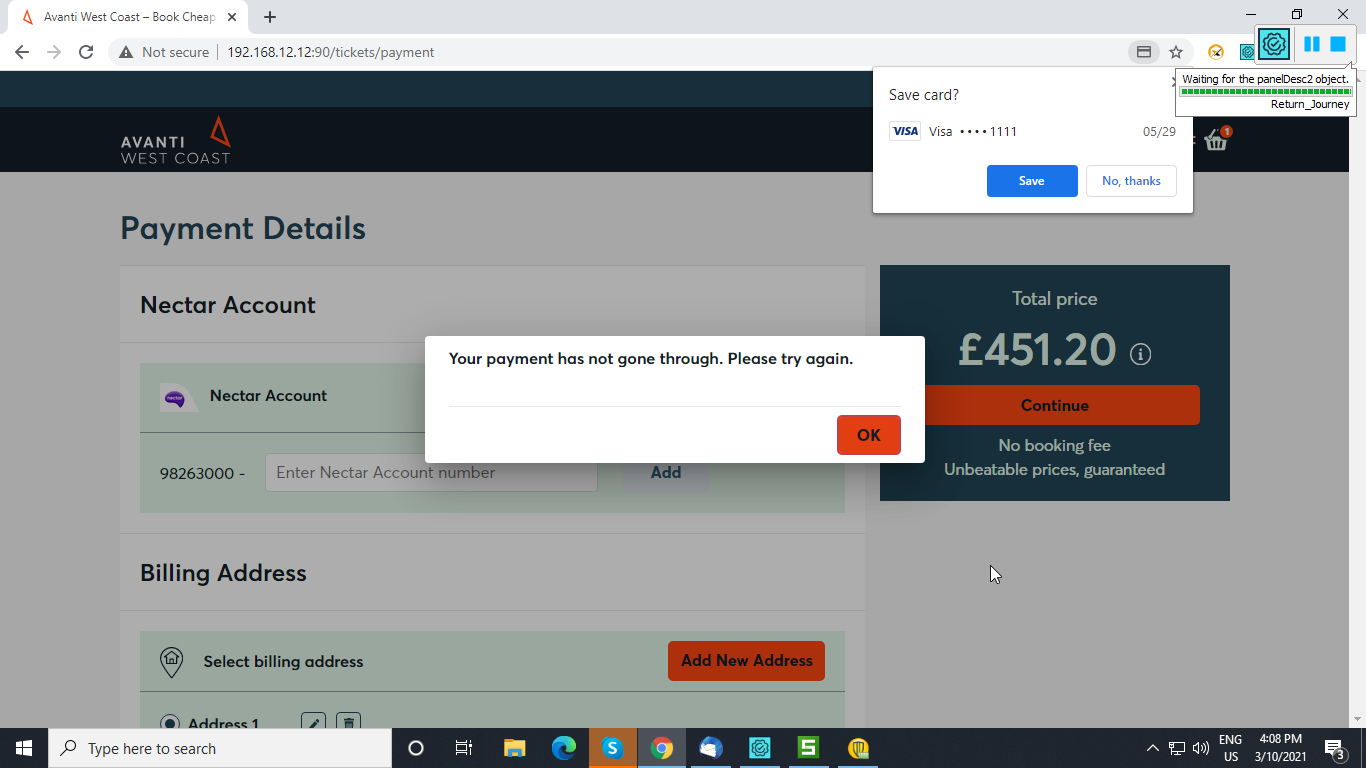 Avanti West Coast – Book Cheap
Not secure
192.168.12.12:90/tickets/payment
Waiting for the panelDesc2 object.
Return_Journey
Save card?
VISA
Visa •••• 1111
05/29
Save
No, thanks
AVANTI
WEST COAST
1
Payment Details
Nectar Account
nectar
Nectar Account
98263000 -
Enter Nectar Account number
Add
Your payment has not gone through. Please try again.
OK
Total price
£451.20
Continue
No booking fee
Unbeatable prices, guaranteed
Billing Address
Select billing address
Add New Address
Address 1
Type here to search
ENG
US
4:08 PM
3/10/2021
3